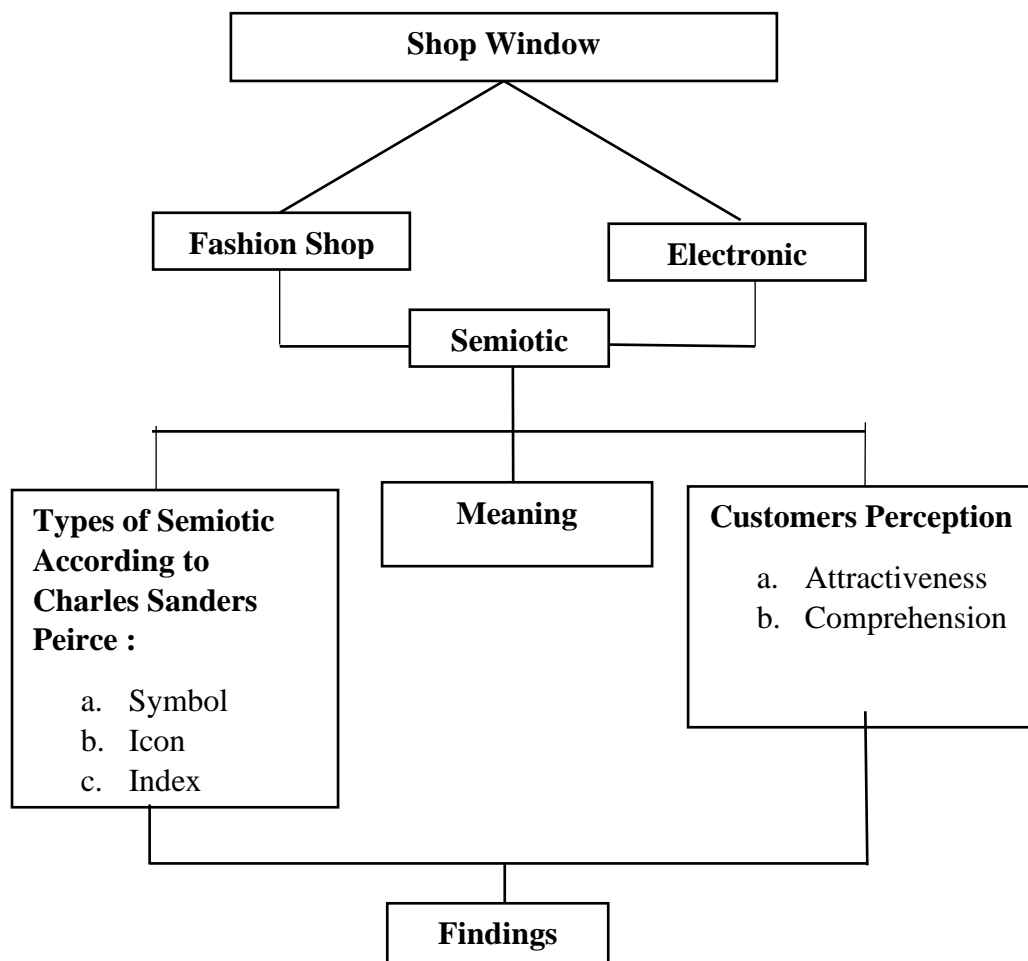 Shop Window
Fashion Shop
Electronic
Semiotic
Types of Semiotic
According to
Charles Sanders
Peirce :
a. Symbol
b. Icon
c. Index
Meaning
Customers Perception
a. Attractiveness
b. Comprehension
Findings